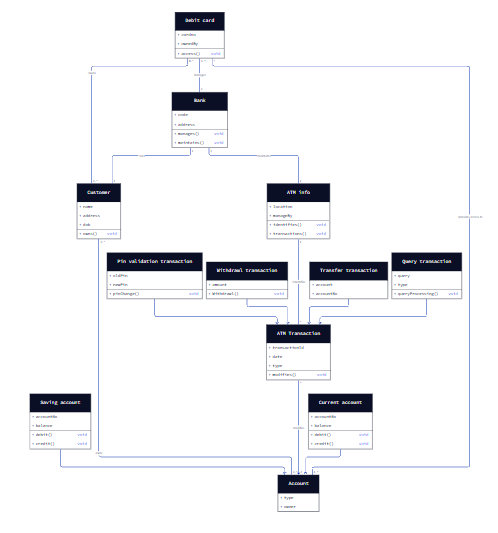 Debit card
+ cardNo
+ ownedBy
+ access() void
manages
Bank
+ code
+ address
+ manages() void
+ maintains() void
Customer
+ name
+ address
+ dob
+ owns() void
ATM info
+ location
+ manageBy
+ identifies() void
+ transactions() void
Pin validation transaction
+ oldPin
+ newPin
+ pinChange() void
Withdrawl transaction
+ amount
+ Withdrawal() void
Transfer transaction
+ account
+ accountNo
Query transaction
+ query
+ type
+ queryProcessing() void
ATM Transaction
+ transactionId
+ date
+ type
+ modifies() void
Saving account
+ accountNo
+ balance
+ debit() void
+ credit() void
Current account
+ accountNo
+ balance
+ debit() void
+ credit() void
Account
+ type
+ owner